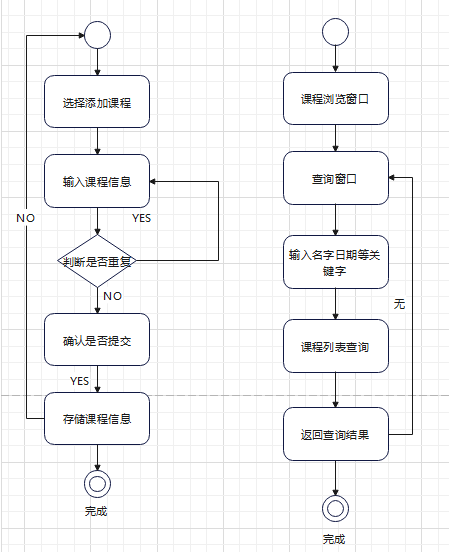 选择添加课程
输入课程信息
YES
NO
判断是否重复
NO
确认是否提交
YES
存储课程信息
完成
课程浏览窗口
查询窗口
输入名字日期等关
键字
无
课程列表查询
返回查询结果
完成